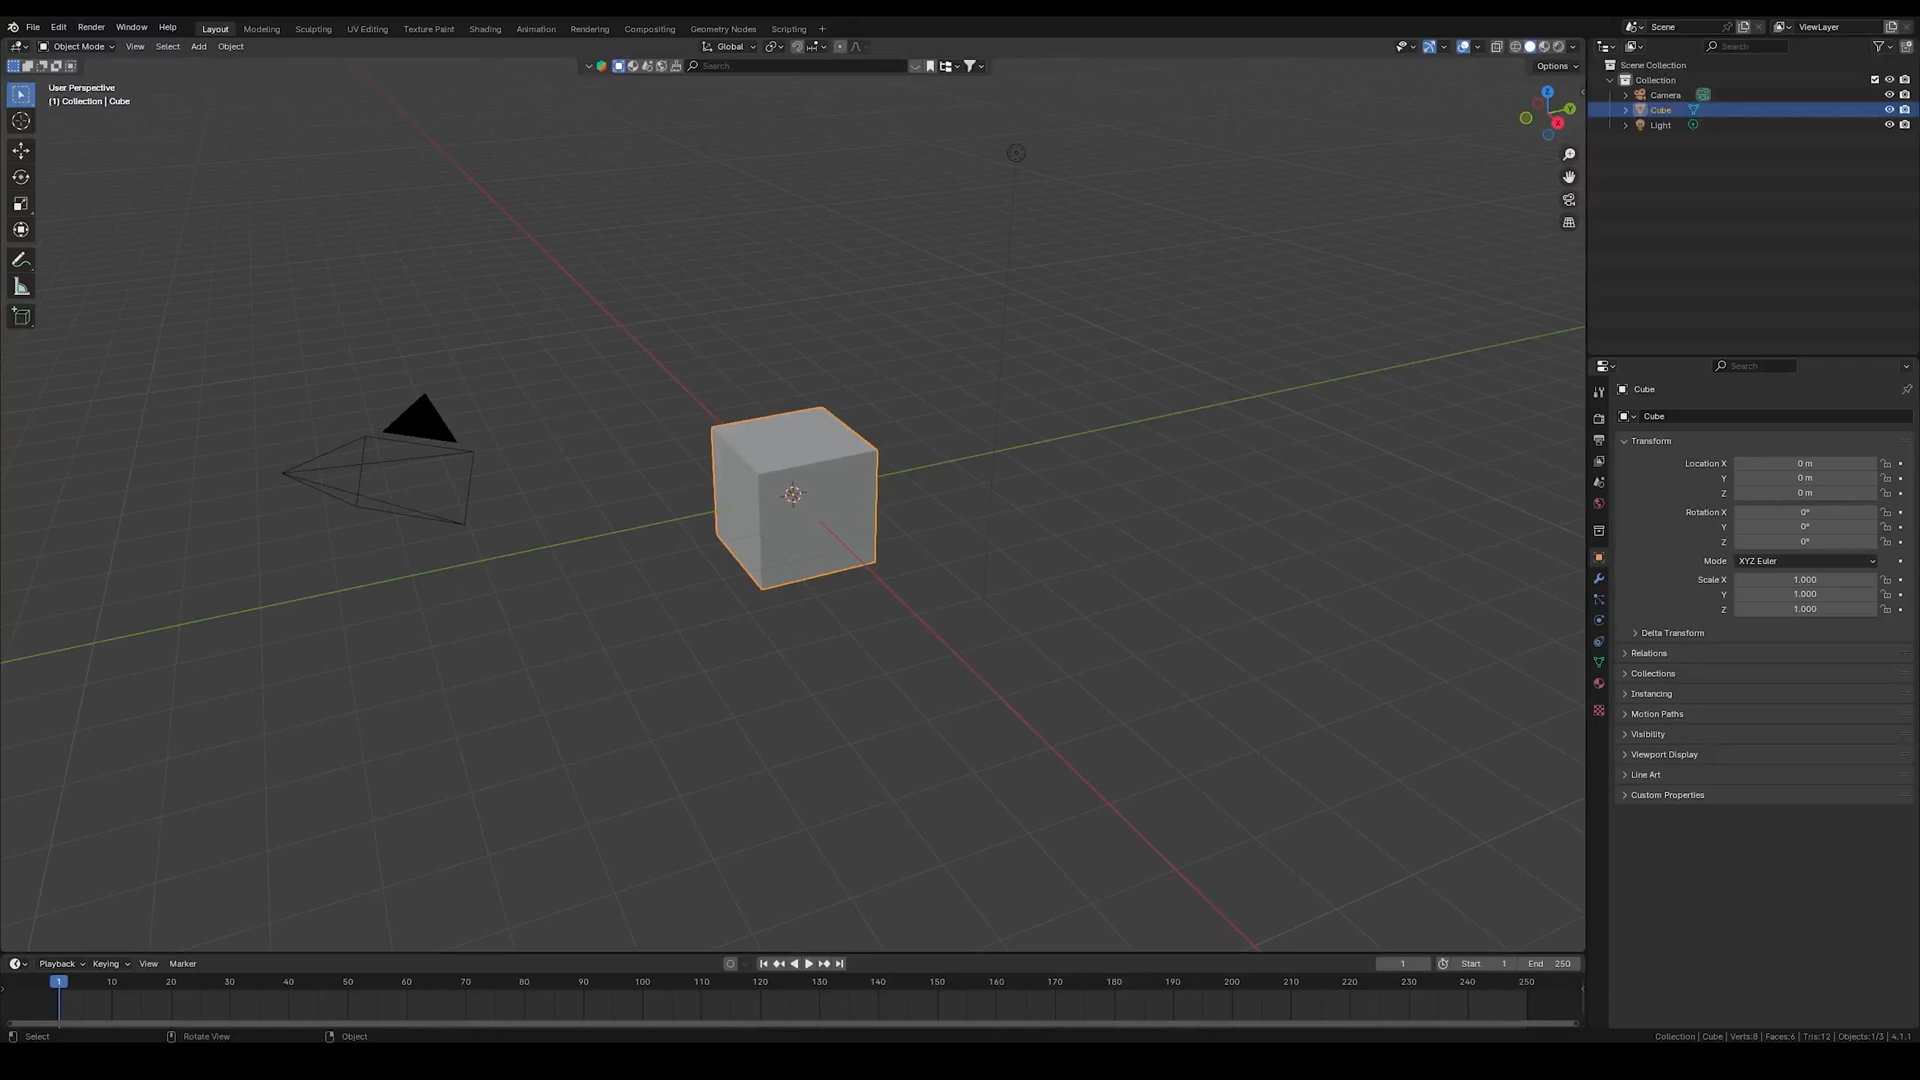 File Edit Render Window Help Layout Modeling Sculpting UV Editing Texture Paint Shading Animation Rendering Compositing Geometry Nodes Scripting + Scene ViewLayer
Object Mode View Select Add Object Global Search
Search Options
User Perspective
(1) Collection | Cube
Z
Y
X
Scene Collection
Collection
Camera
Cube
Light
Search
Cube
Cube
Transform
Location X 0 m
Y 0 m
Z 0 m
Rotation X 0°
Y 0°
Z 0°
Mode XYZ Euler
Scale X 1.000
Y 1.000
Z 1.000
Delta Transform
Relations
Collections
Instancing
Motion Paths
Visibility
Viewport Display
Line Art
Custom Properties
Playback Keying View Marker 1 Start 1 End 250
1 10 20 30 40 50 60 70 80 90 100 110 120 130 140 150 160 170 180 190 200 210 220 230 240 250
Select Rotate View Object Collection | Cube | Verts:8 | Faces:6 | Tris:12 | Objects:1/3 | 4.1.1